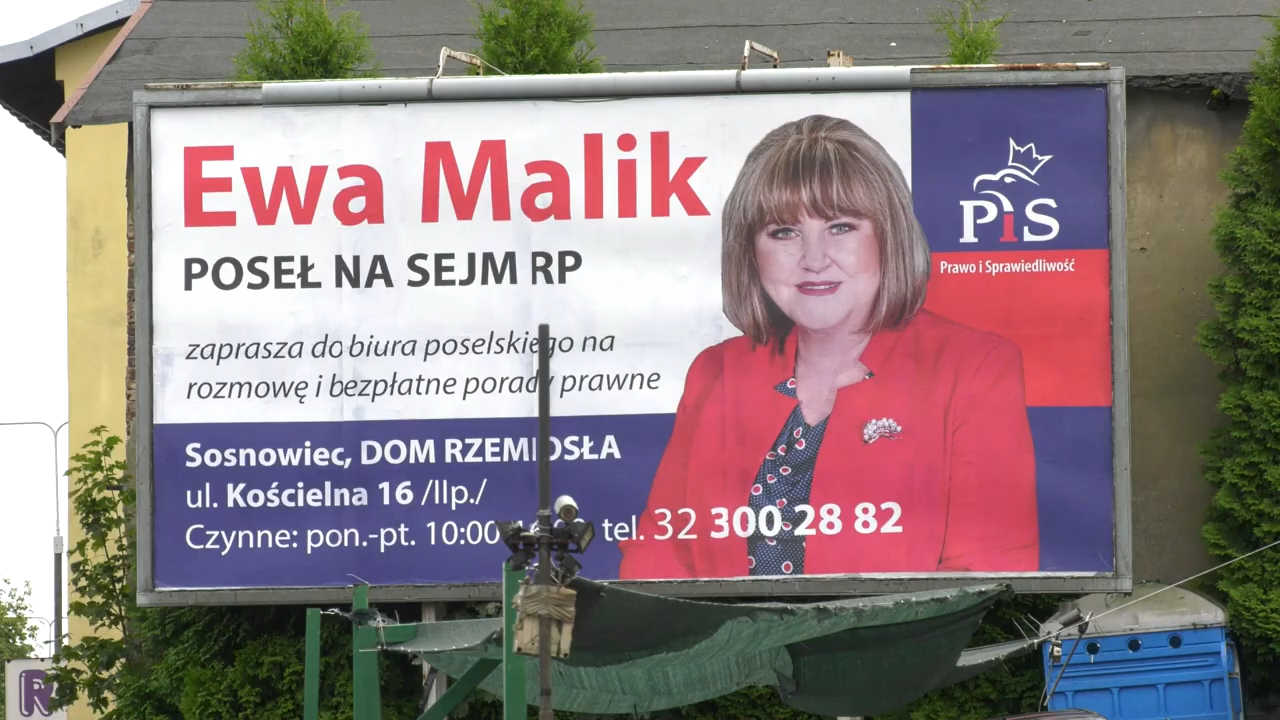 Ewa Malik
POSEŁ NA SEJM RP
zaprasza do biura poselskiego na
rozmowę i bezpłatne porady prawne
Sosnowiec, DOM RZEMIOSŁA
ul. Kościelna 16 /IIp./
Czynne: pon.-pt. 10:00 tel. 32 300 28 82
PiS
Prawo i Sprawiedliwość